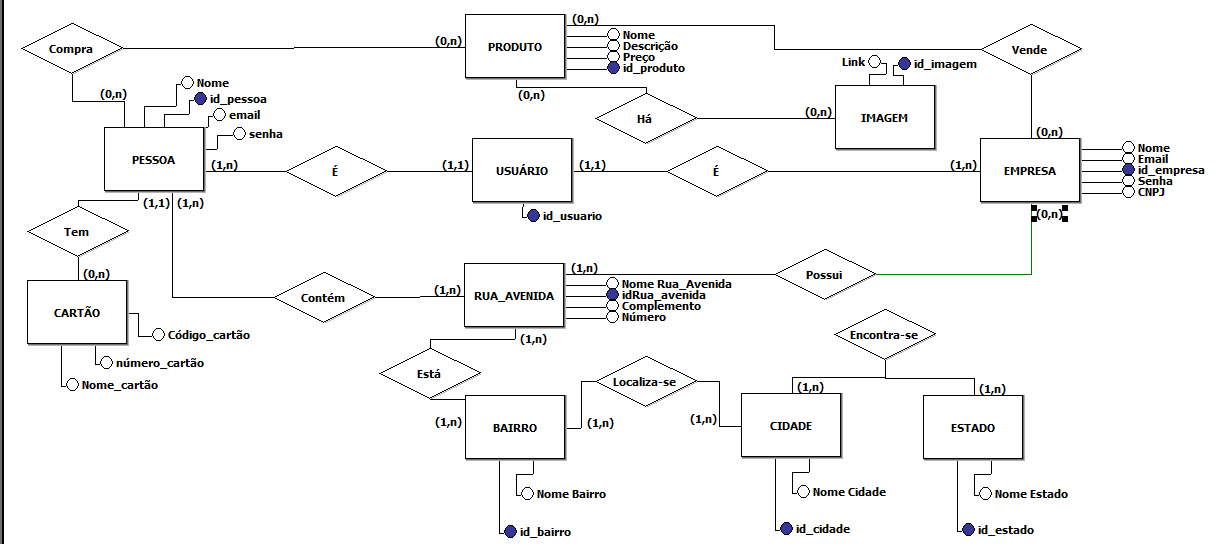 Compra
(0,n)
(0,n)
PRODUTO
(0,n)
Nome
Descrição
Preço
id_produto
(0,n)
Vende
(0,n)
Há
(0,n)
IMAGEM
Link
id_imagem
Nome
id_pessoa
email
senha
PESSOA
(1,n)
É
(1,1)
USUÁRIO
id_usuario
(1,1)
É
(1,n)
EMPRESA
Nome
Email
id_empresa
Senha
CNPJ
(0,n)
(1,1)
(1,n)
Tem
(0,n)
CARTÃO
Código_cartão
número_cartão
Nome_cartão
Contém
(1,n)
RUA_AVENIDA
(1,n)
Nome Rua_Avenida
idRua_avenida
Complemento
Número
Possui
(1,n)
Está
(1,n)
BAIRRO
Nome Bairro
id_bairro
(1,n)
Localiza-se
(1,n)
CIDADE
Nome Cidade
id_cidade
(1,n)
Encontra-se
(1,n)
ESTADO
Nome Estado
id_estado